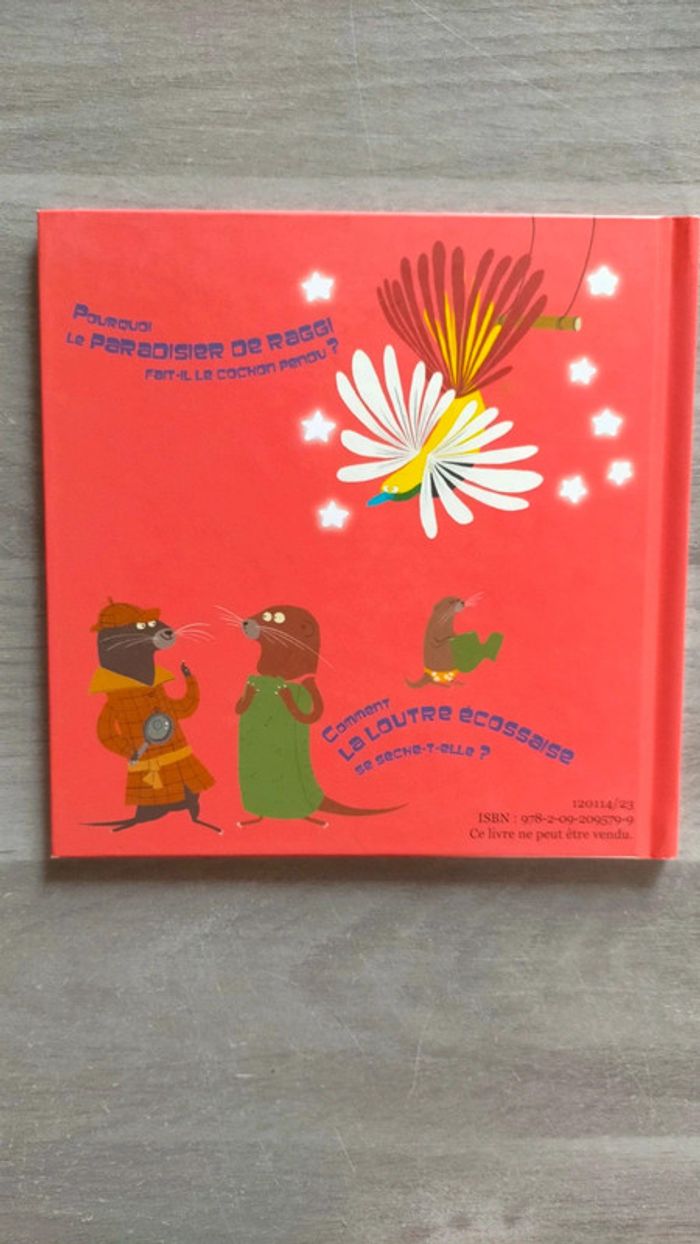 Pourquoi
le paradisier de Raggi
fait-il le cochon pendu ?
Comment
la loutre écossaise
se seche-t-elle ?
120114/23
ISBN : 978-2-09-209579-9
Ce livre ne peut être vendu.